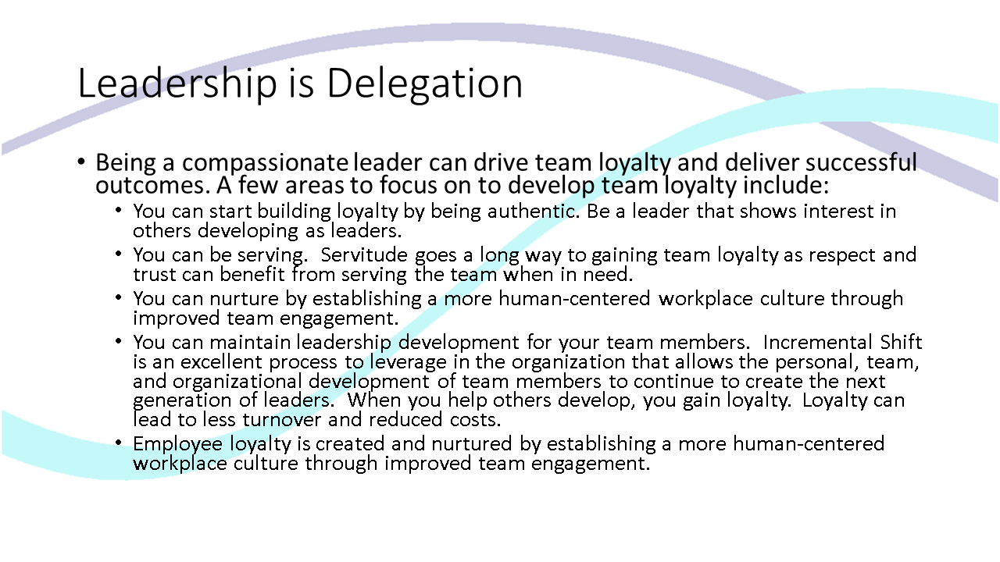 Leadership is Delegation
• Being a compassionate leader can drive team loyalty and deliver successful
outcomes. A few areas to focus on to develop team loyalty include:
• You can start building loyalty by being authentic. Be a leader that shows interest in
others developing as leaders.
• You can be serving.  Servitude goes a long way to gaining team loyalty as respect and
trust can benefit from serving the team when in need.
• You can nurture by establishing a more human-centered workplace culture through
improved team engagement.
• You can maintain leadership development for your team members.  Incremental Shift
is an excellent process to leverage in the organization that allows the personal, team,
and organizational development of team members to continue to create the next
generation of leaders.  When you help others develop, you gain loyalty.  Loyalty can
lead to less turnover and reduced costs.
• Employee loyalty is created and nurtured by establishing a more human-centered
workplace culture through improved team engagement.